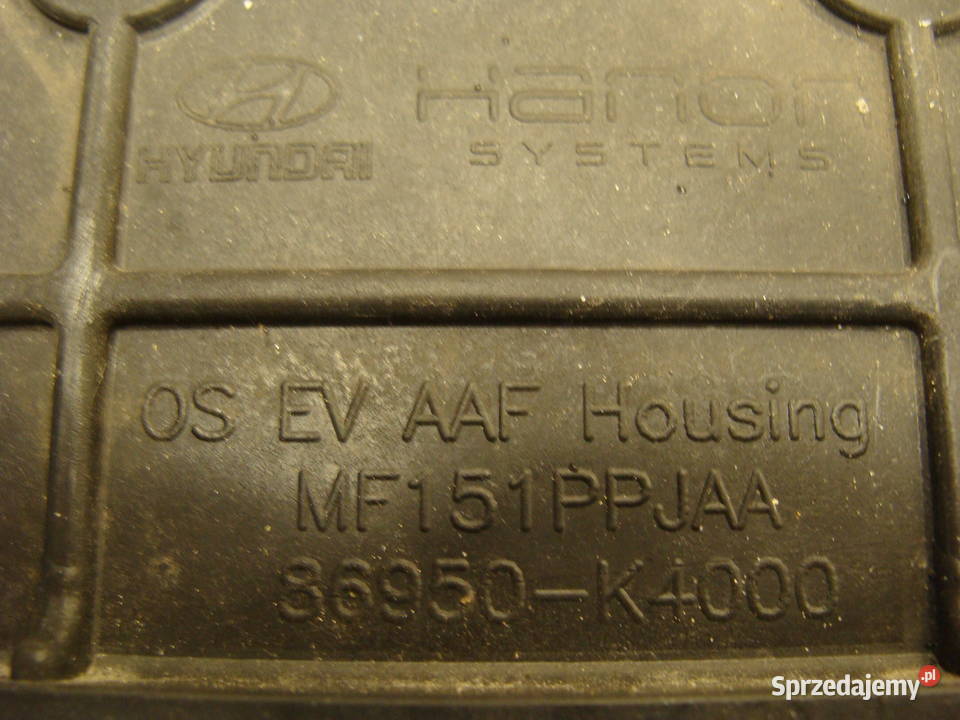 HYUNDAI
Hanon
SYSTEMS
OS EV AAF Housing
MF151PPJAA
86950-K4000
Sprzedajemy.pl